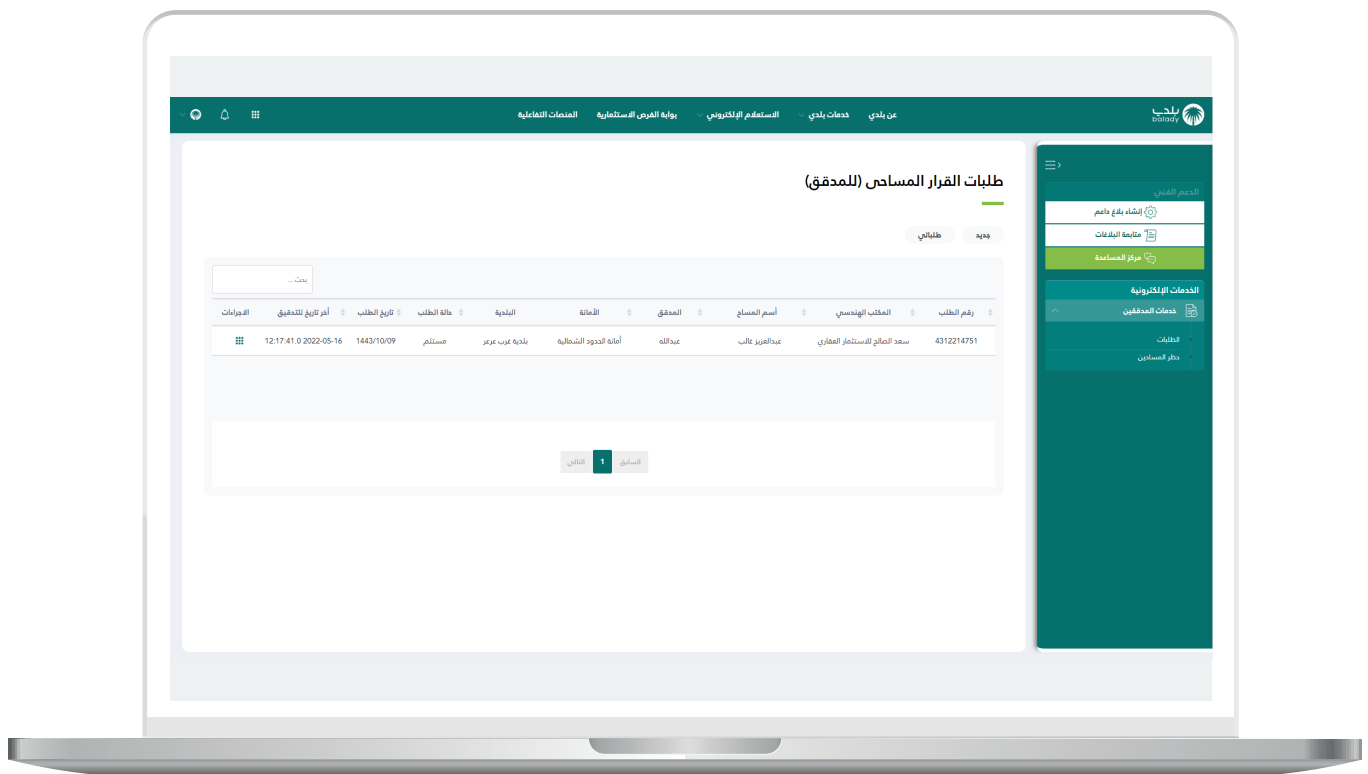 بلدي
balady
عن بلدي
خدمات بلدي
الاستعلام الإلكتروني
بوابة الفرص الاستثمارية
المنصات التفاعلية
الدعم الفني
إنشاء بلاغ داعم
متابعة البلاغات
مركز المساعدة
الخدمات الإلكترونية
خدمات المدققين
الطلبات
حظر المساحين
طلبات القرار المساحي (للمدقق)
جديد
طلباتي
بحث...
رقم الطلب المكتب الهندسي أسم المساح المدقق الأمانة البلدية حالة الطلب تاريخ الطلب أخر تاريخ للتدقيق الاجراءات
4312214751 سعد الصالح للاستثمار العقاري عبدالعزيز غالب عبدالله أمانة الحدود الشمالية بلدية غرب عرعر مستلم 1443/10/09 2022-05-16 12:17:41.0
السابق 1 التالي